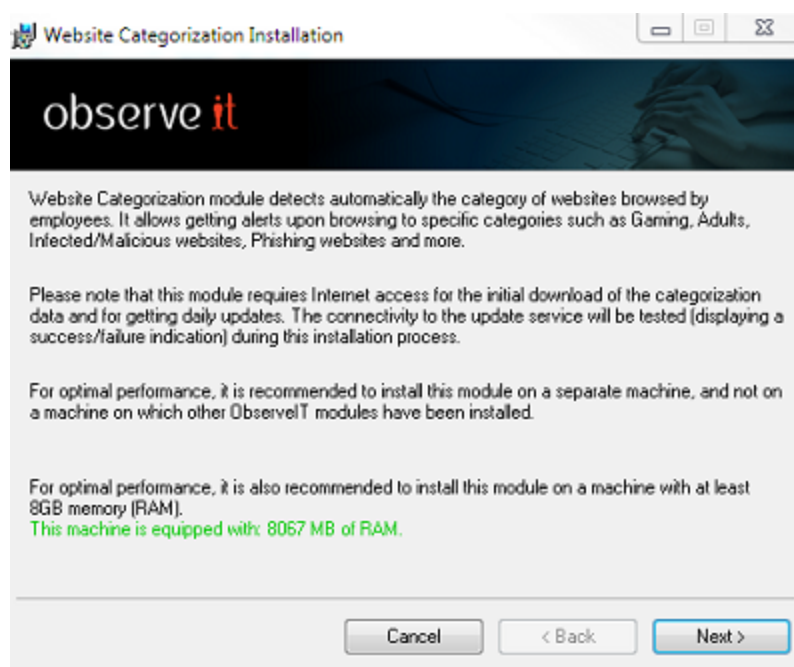 Website Categorization Installation
observe it
Website Categorization module detects automatically the category of websites browsed by
employees. It allows getting alerts upon browsing to specific categories such as Gaming, Adults,
Infected/Malicious websites, Phishing websites and more.
Please note that this module requires Internet access for the initial download of the categorization
data and for getting daily updates. The connectivity to the update service will be tested (displaying a
success/failure indication) during this installation process.
For optimal performance, it is recommended to install this module on a separate machine, and not on
a machine on which other ObserveIT modules have been installed.
For optimal performance, it is also recommended to install this module on a machine with at least
8GB memory (RAM).
This machine is equipped with: 8067 MB of RAM.
Cancel
< Back
Next >